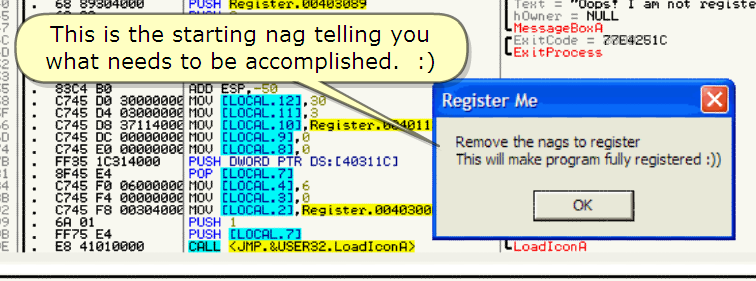 68 89304000 PUSH Register.00403089
Text = "Oops! I am not regist
hOwner = NULL
MessageBoxA
ExitCode = 77E4251C
ExitProcess
This is the starting nag telling you
what needs to be accomplished. :)
83C4 B0 ADD ESP,-50
C745 D0 30000000 MOV [LOCAL.12],30
C745 D4 03000000 MOV [LOCAL.11],3
C745 D8 37114000 MOV [LOCAL.10],Register.004011
C745 DC 00000000 MOV [LOCAL.9],0
C745 E0 00000000 MOV [LOCAL.8],0
FF35 1C314000 PUSH DWORD PTR DS:[40311C]
8F45 E4 POP [LOCAL.7]
C745 F0 06000000 MOV [LOCAL.4],6
C745 F4 00000000 MOV [LOCAL.3],0
C745 F8 00304000 MOV [LOCAL.2],Register.0040300
6A 01 PUSH 1
FF75 E4 PUSH [LOCAL.7]
E8 41010000 CALL <JMP.&USER32.LoadIconA>
Register Me
Remove the nags to register
This will make program fully registered :))
OK
LoadIconA